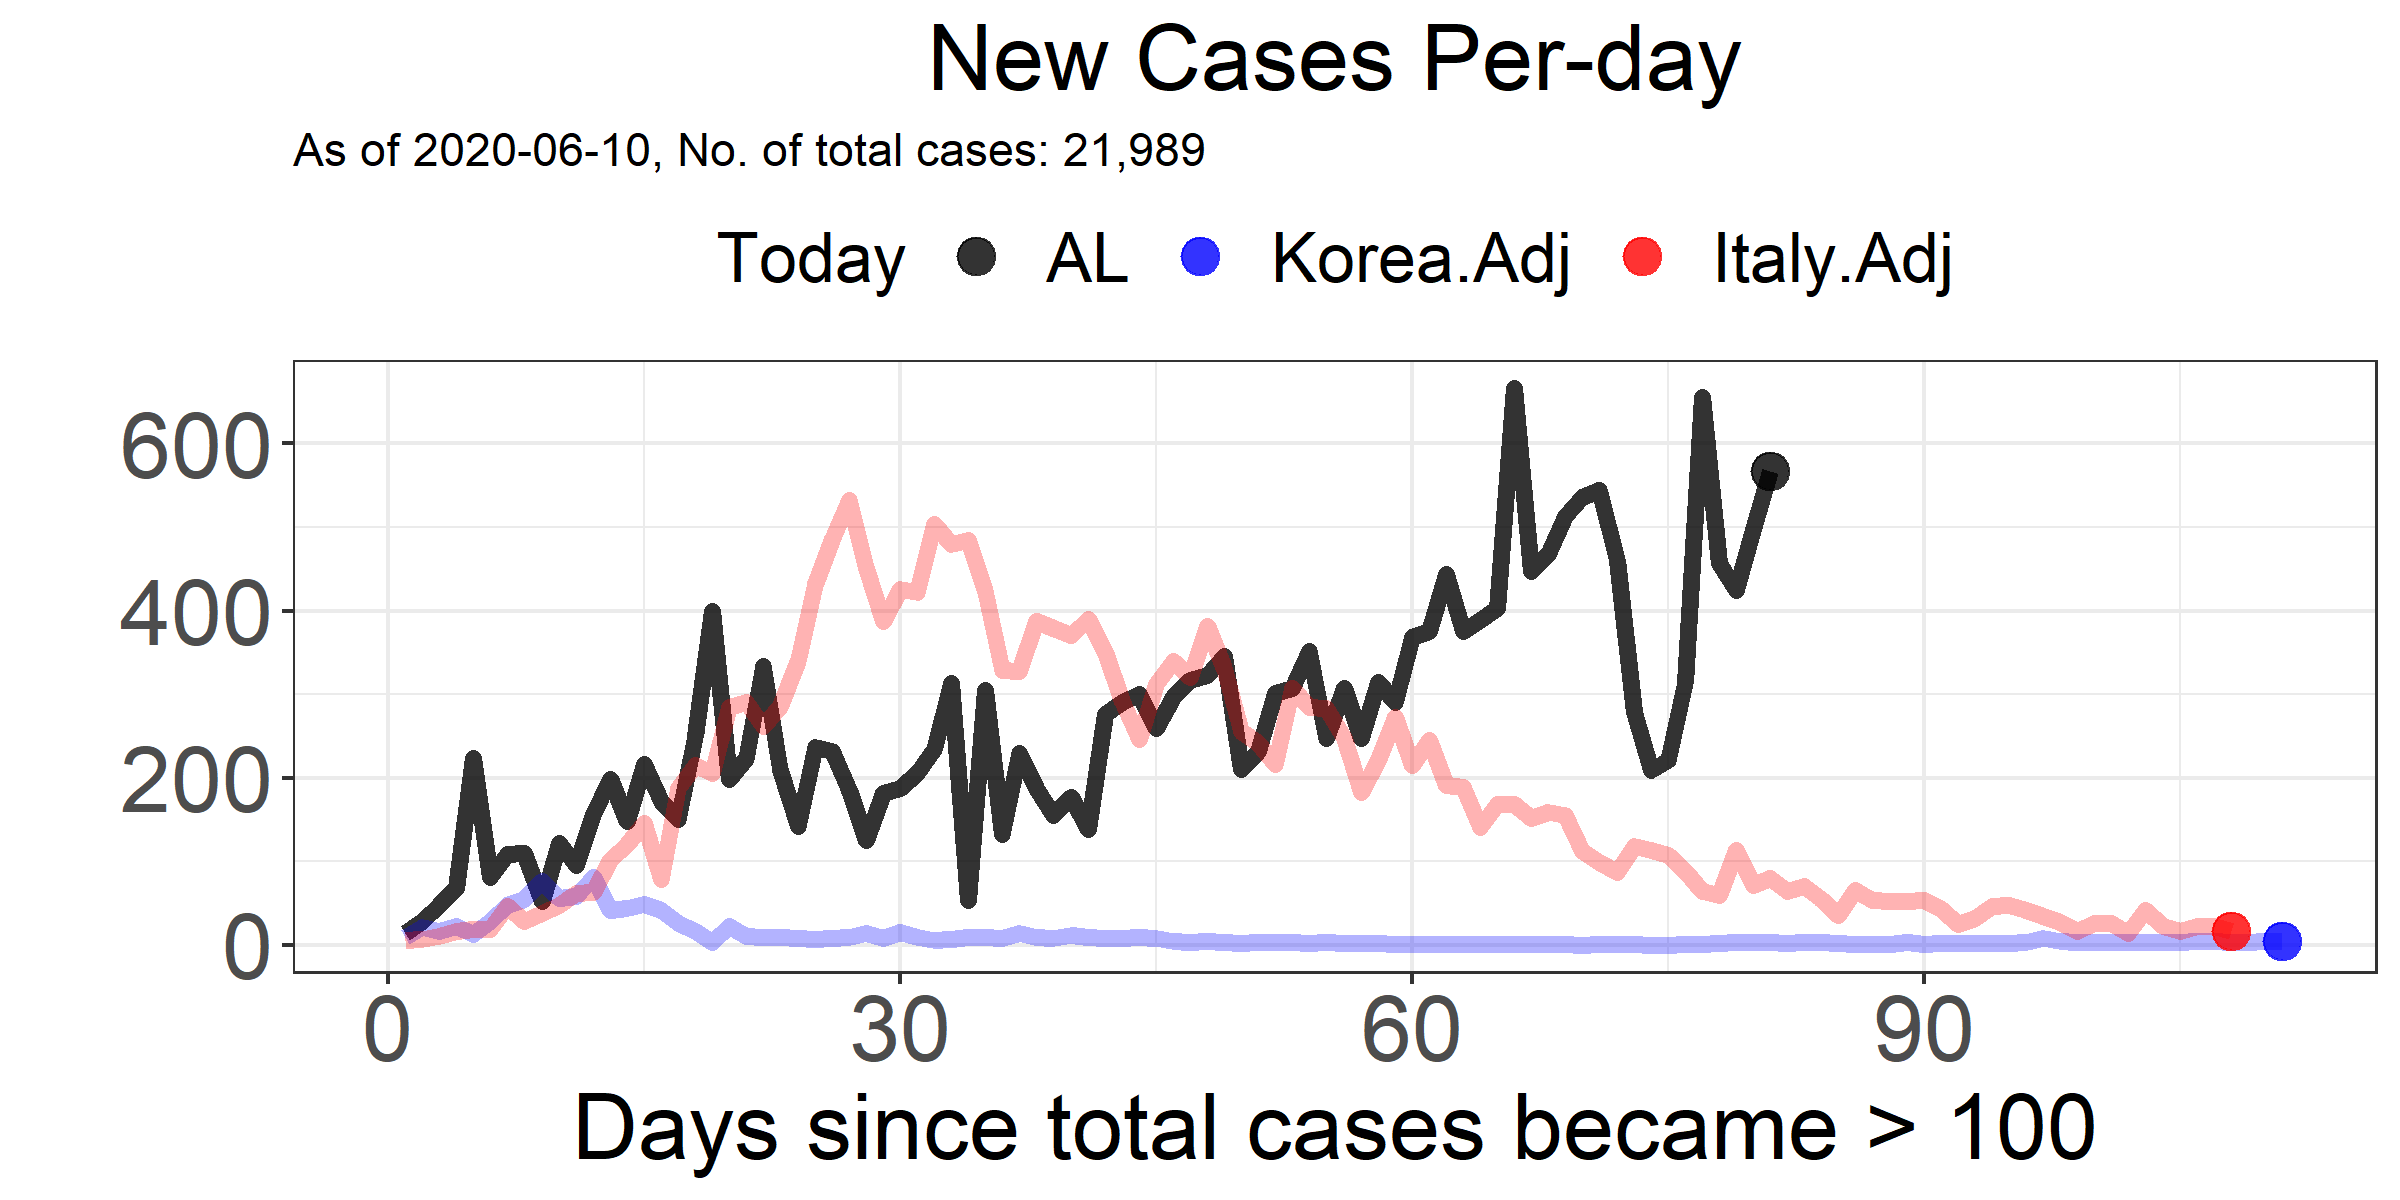 New Cases Per-day
As of 2020-06-10, No. of total cases: 21,989
Today AL Korea.Adj Italy.Adj
600
400
200
0
0 30 60 90
Days since total cases became > 100